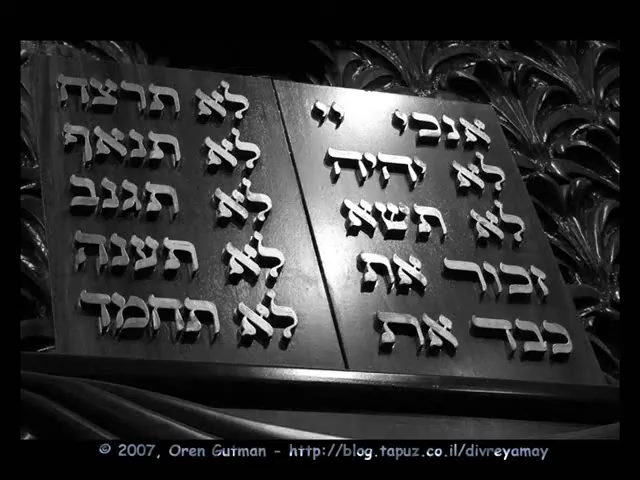 אנכי יי
לא יהיה
לא תשא
זכור את
כבד את
לא תרצח
לא תנאף
לא תגנב
לא תענה
לא תחמד
© 2007, Oren Gutman - http://blog.tapuz.co.il/divreyamay